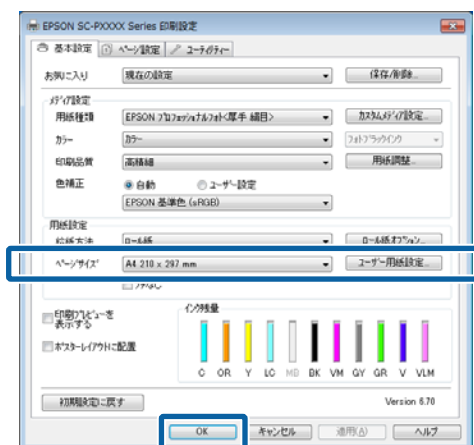 EPSON SC-PXXXX Series 印刷設定
基本設定 ページ設定 ユーティリティー
お気に入り 現在の設定 保存/削除...
メディア設定
用紙種類 EPSON プロフェッショナルフォト<厚手 絹目> カスタムメディア設定...
カラー カラー フォトブラックインク
印刷品質 高精細 用紙調整...
色補正 自動 ユーザー設定
EPSON 基準色 (sRGB)
用紙設定
給紙方法 ロール紙 ロール紙オプション...
ページサイズ A4 210 x 297 mm ユーザー用紙設定...
フチなし
印刷プレビューを表示する
インク残量
ポスターレイアウトに配置
C OR Y LC MB BK VM GY GR V VLM
初期設定に戻す Version 6.70
OK キャンセル 適用(A) ヘルプ